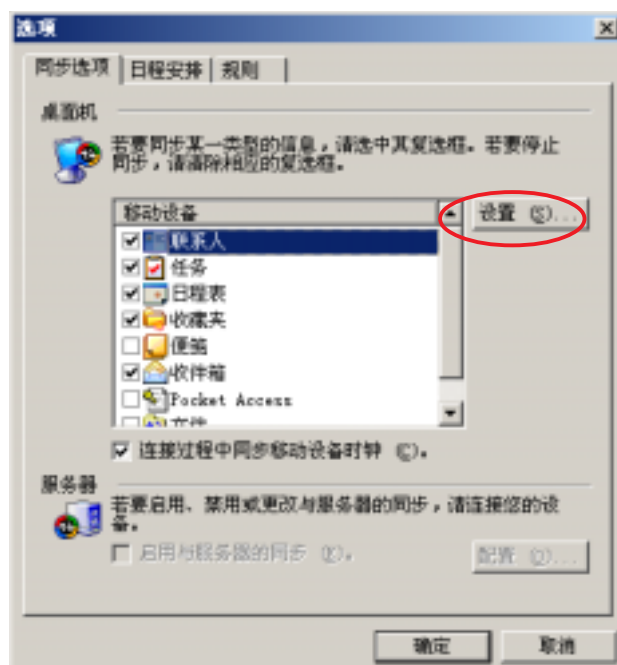 选项
同步选项 日程安排 规则
桌面机
若要同步某一类型的信息，请选中其复选框。若要停止
同步，请清除相应的复选框。
移动设备
设置 (S)...
联系人
任务
日程表
收藏夹
便笺
收件箱
Pocket Access
文件
连接过程中同步移动设备时钟 (C)。
服务器
若要启用、禁用或更改与服务器的同步，请连接您的设
备。
启用与服务器的同步 (E)。
配置 (O)...
确定 取消